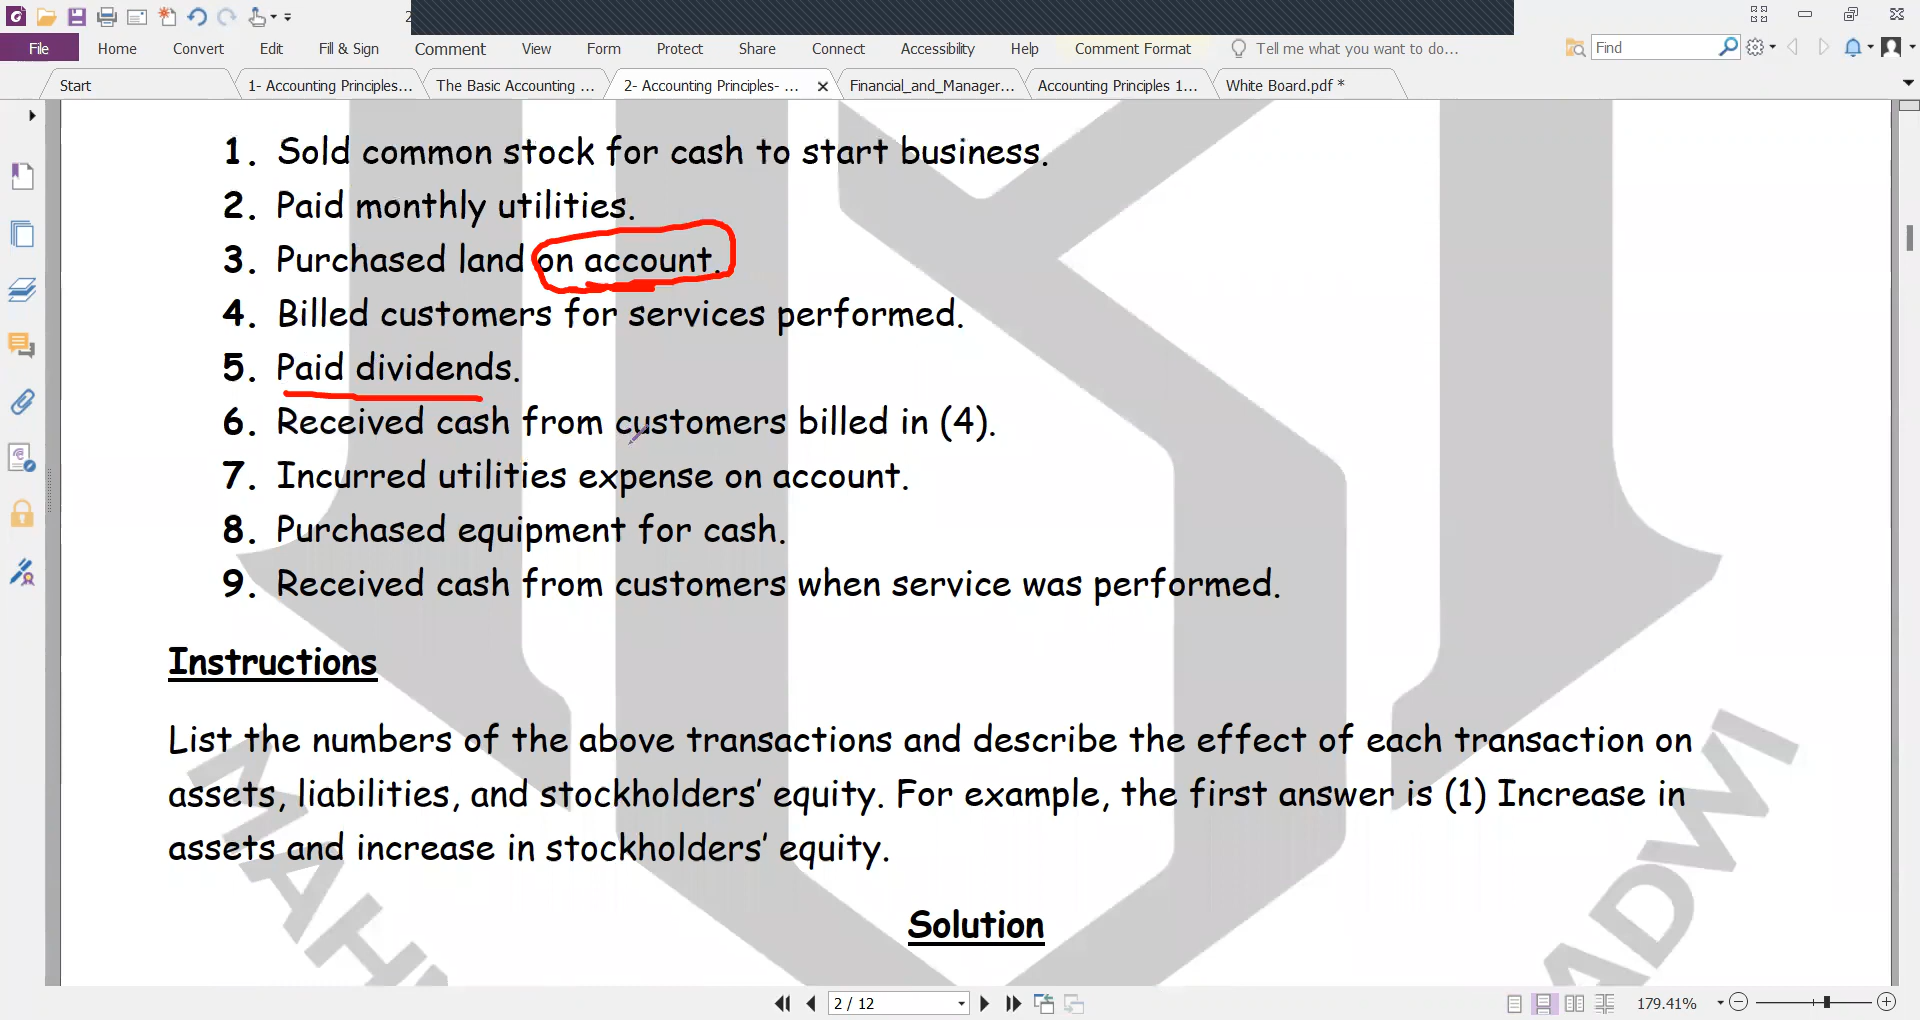 2
File Home Convert Edit Fill & Sign Comment View Form Protect Share Connect Accessibility Help Comment Format Tell me what you want to do... Find
Start 1- Accounting Principles... The Basic Accounting ... 2- Accounting Principles- ... Financial_and_Manager... Accounting Principles 1... White Board.pdf *
1. Sold common stock for cash to start business.
2. Paid monthly utilities.
3. Purchased land on account.
4. Billed customers for services performed.
5. Paid dividends.
6. Received cash from customers billed in (4).
7. Incurred utilities expense on account.
8. Purchased equipment for cash.
9. Received cash from customers when service was performed.
Instructions
List the numbers of the above transactions and describe the effect of each transaction on
assets, liabilities, and stockholders’ equity. For example, the first answer is (1) Increase in
assets and increase in stockholders’ equity.
Solution
2 / 12 179.41%